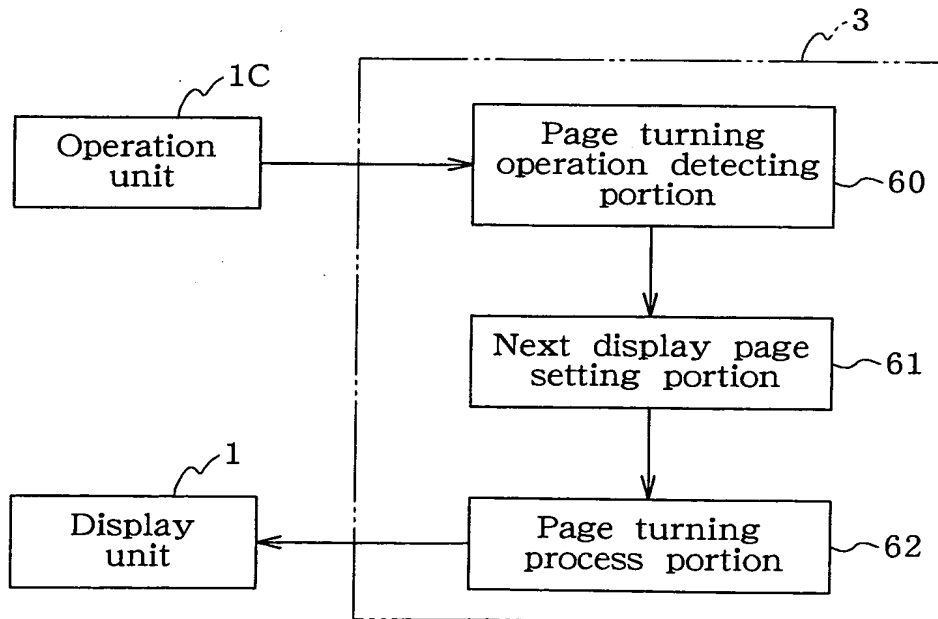 3
1C
Operation
unit
Page turning
operation detecting
portion
60
Next display page
setting portion
61
1
Display
unit
Page turning
process portion
62